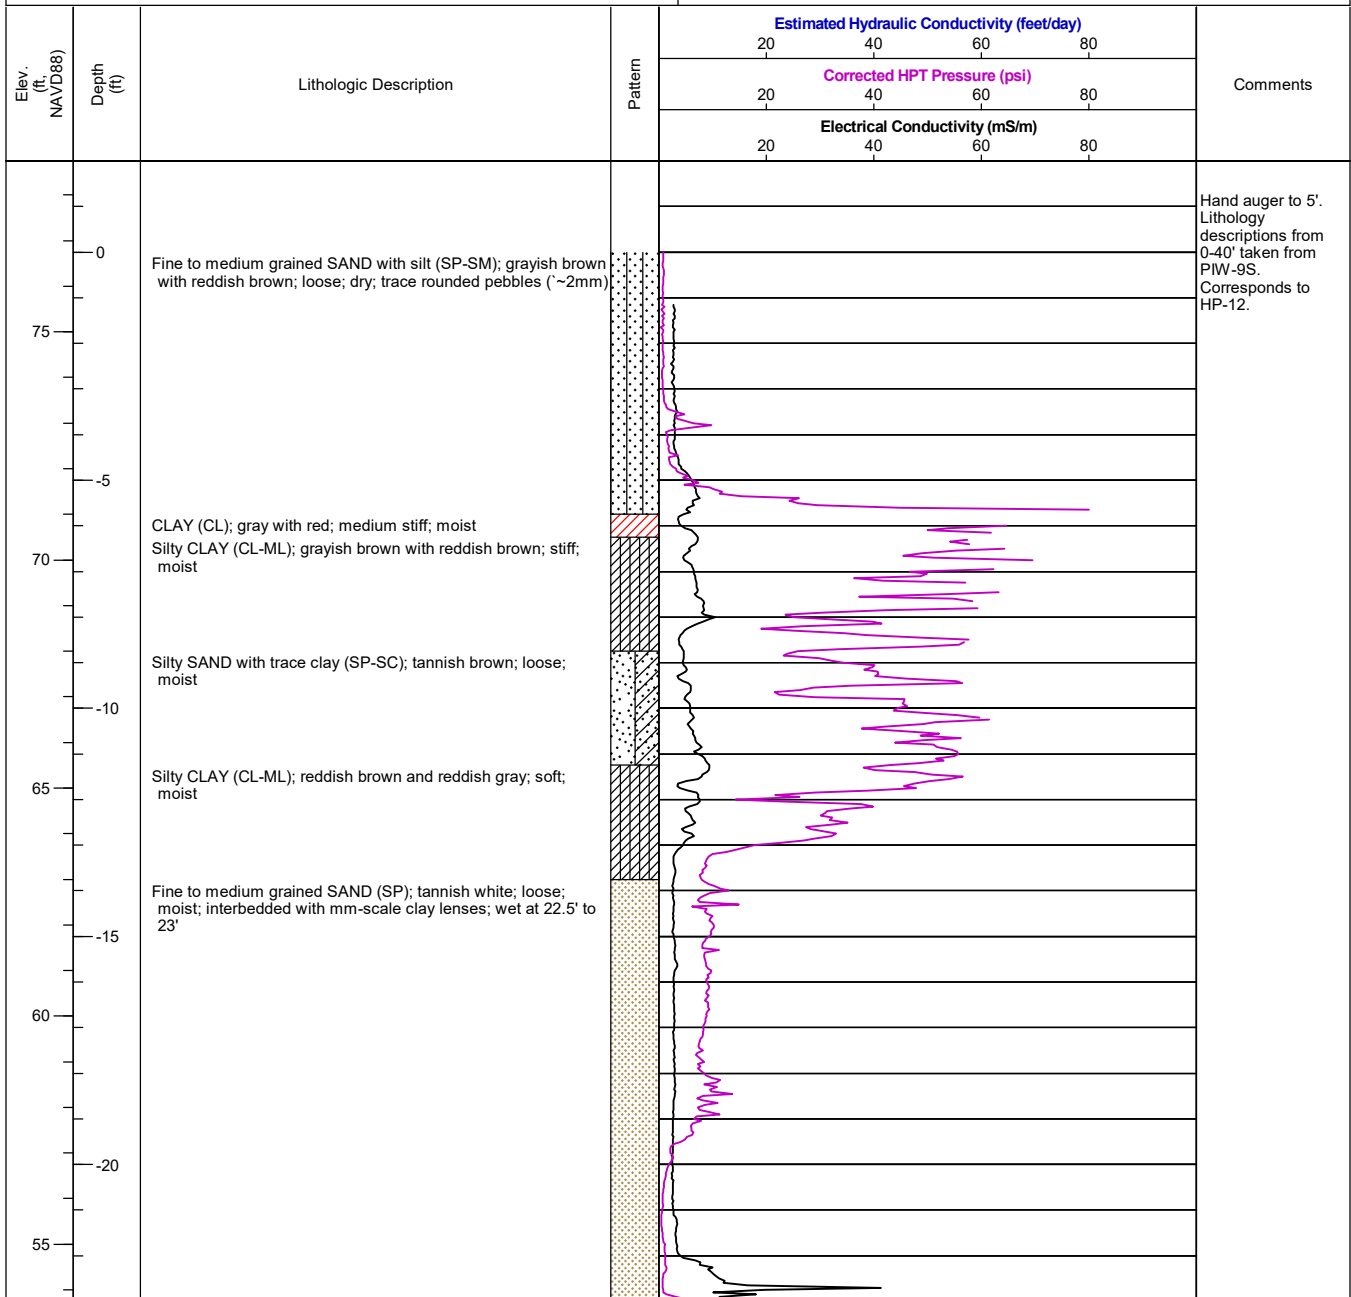 Elev.
(ft,
NAVD88)
Depth
(ft)
Lithologic Description
Pattern
Estimated Hydraulic Conductivity (feet/day)
20 40 60 80
Corrected HPT Pressure (psi)
20 40 60 80
Electrical Conductivity (mS/m)
20 40 60 80
Comments
Hand auger to 5'.
Lithology
descriptions from
0-40' taken from
PIW-9S.
Corresponds to
HP-12.
0
Fine to medium grained SAND with silt (SP-SM); grayish brown
with reddish brown; loose; dry; trace rounded pebbles (`~2mm)
75
-5
CLAY (CL); gray with red; medium stiff; moist
Silty CLAY (CL-ML); grayish brown with reddish brown; stiff;
moist
70
Silty SAND with trace clay (SP-SC); tannish brown; loose;
moist
-10
Silty CLAY (CL-ML); reddish brown and reddish gray; soft;
moist
65
Fine to medium grained SAND (SP); tannish white; loose;
moist; interbedded with mm-scale clay lenses; wet at 22.5' to
23'
-15
60
-20
55